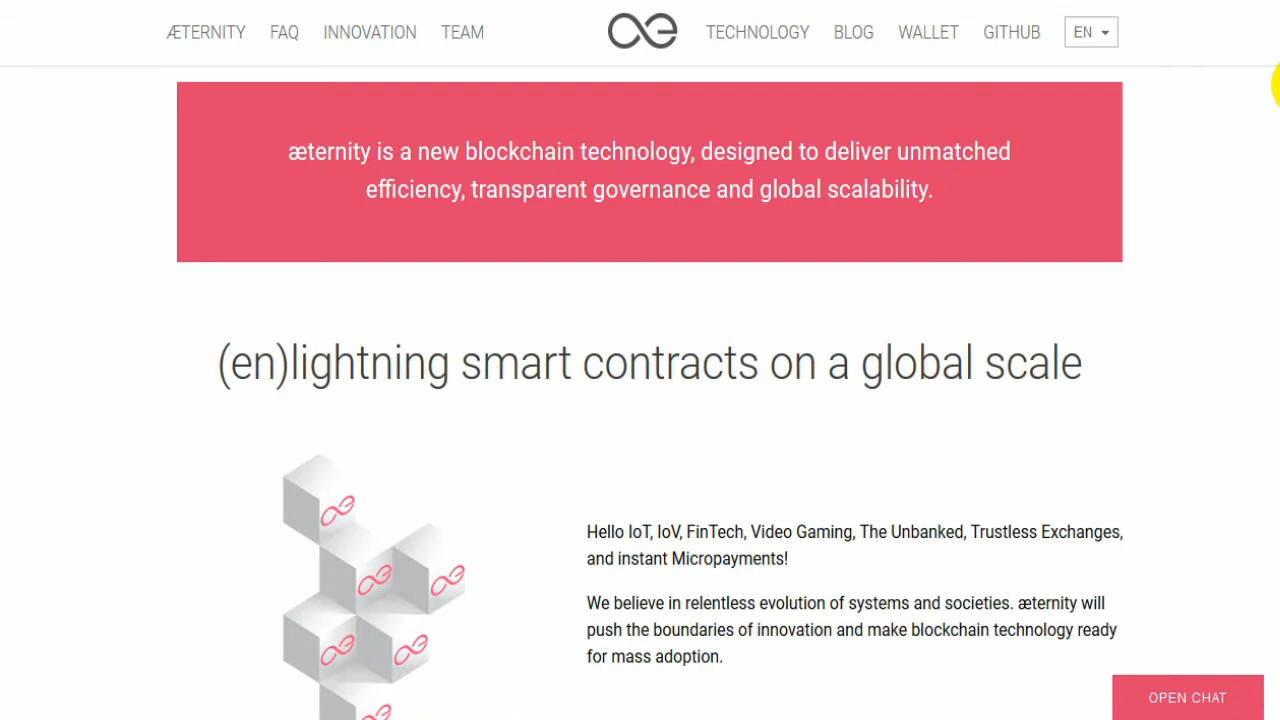 ÆTERNITY FAQ INNOVATION TEAM æ TECHNOLOGY BLOG WALLET GITHUB EN
æternity is a new blockchain technology, designed to deliver unmatched
efficiency, transparent governance and global scalability.
(en)lightning smart contracts on a global scale
Hello IoT, IoV, FinTech, Video Gaming, The Unbanked, Trustless Exchanges,
and instant Micropayments!
We believe in relentless evolution of systems and societies. æternity will
push the boundaries of innovation and make blockchain technology ready
for mass adoption.
OPEN CHAT